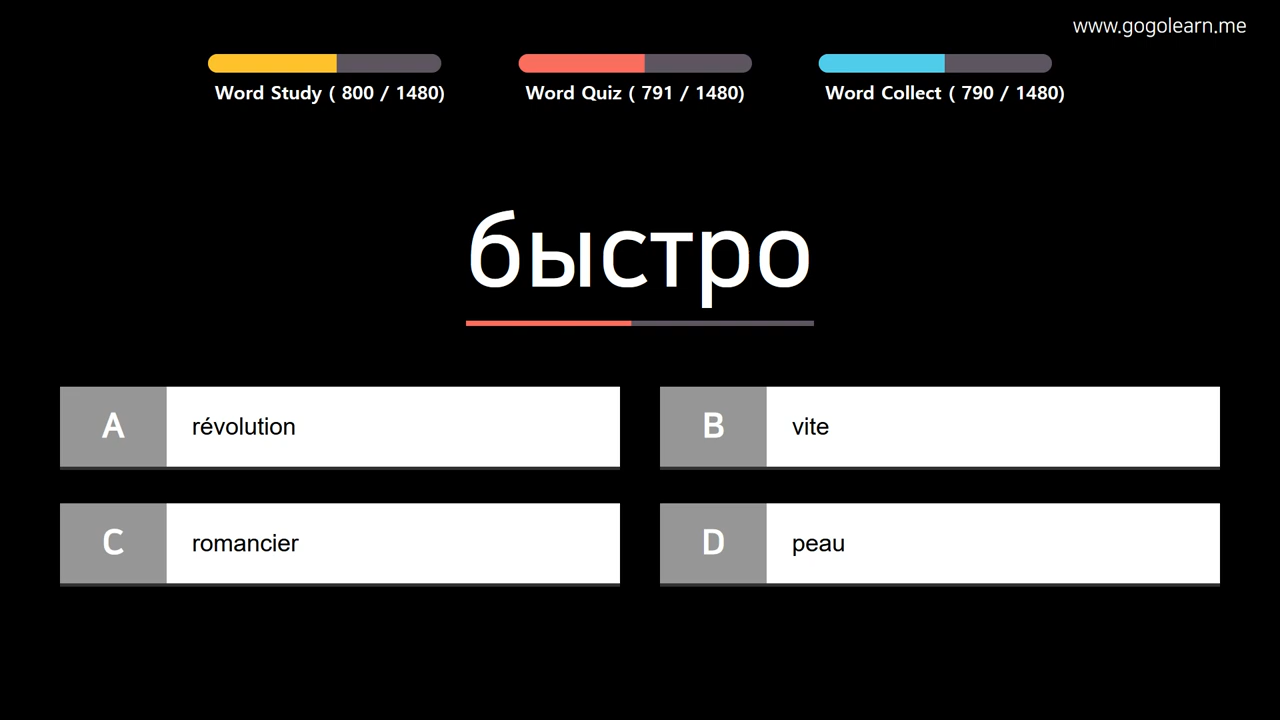 www.gogolearn.me
Word Study ( 800 / 1480)
Word Quiz ( 791 / 1480)
Word Collect ( 790 / 1480)
быстро
A
révolution
B
vite
C
romancier
D
peau